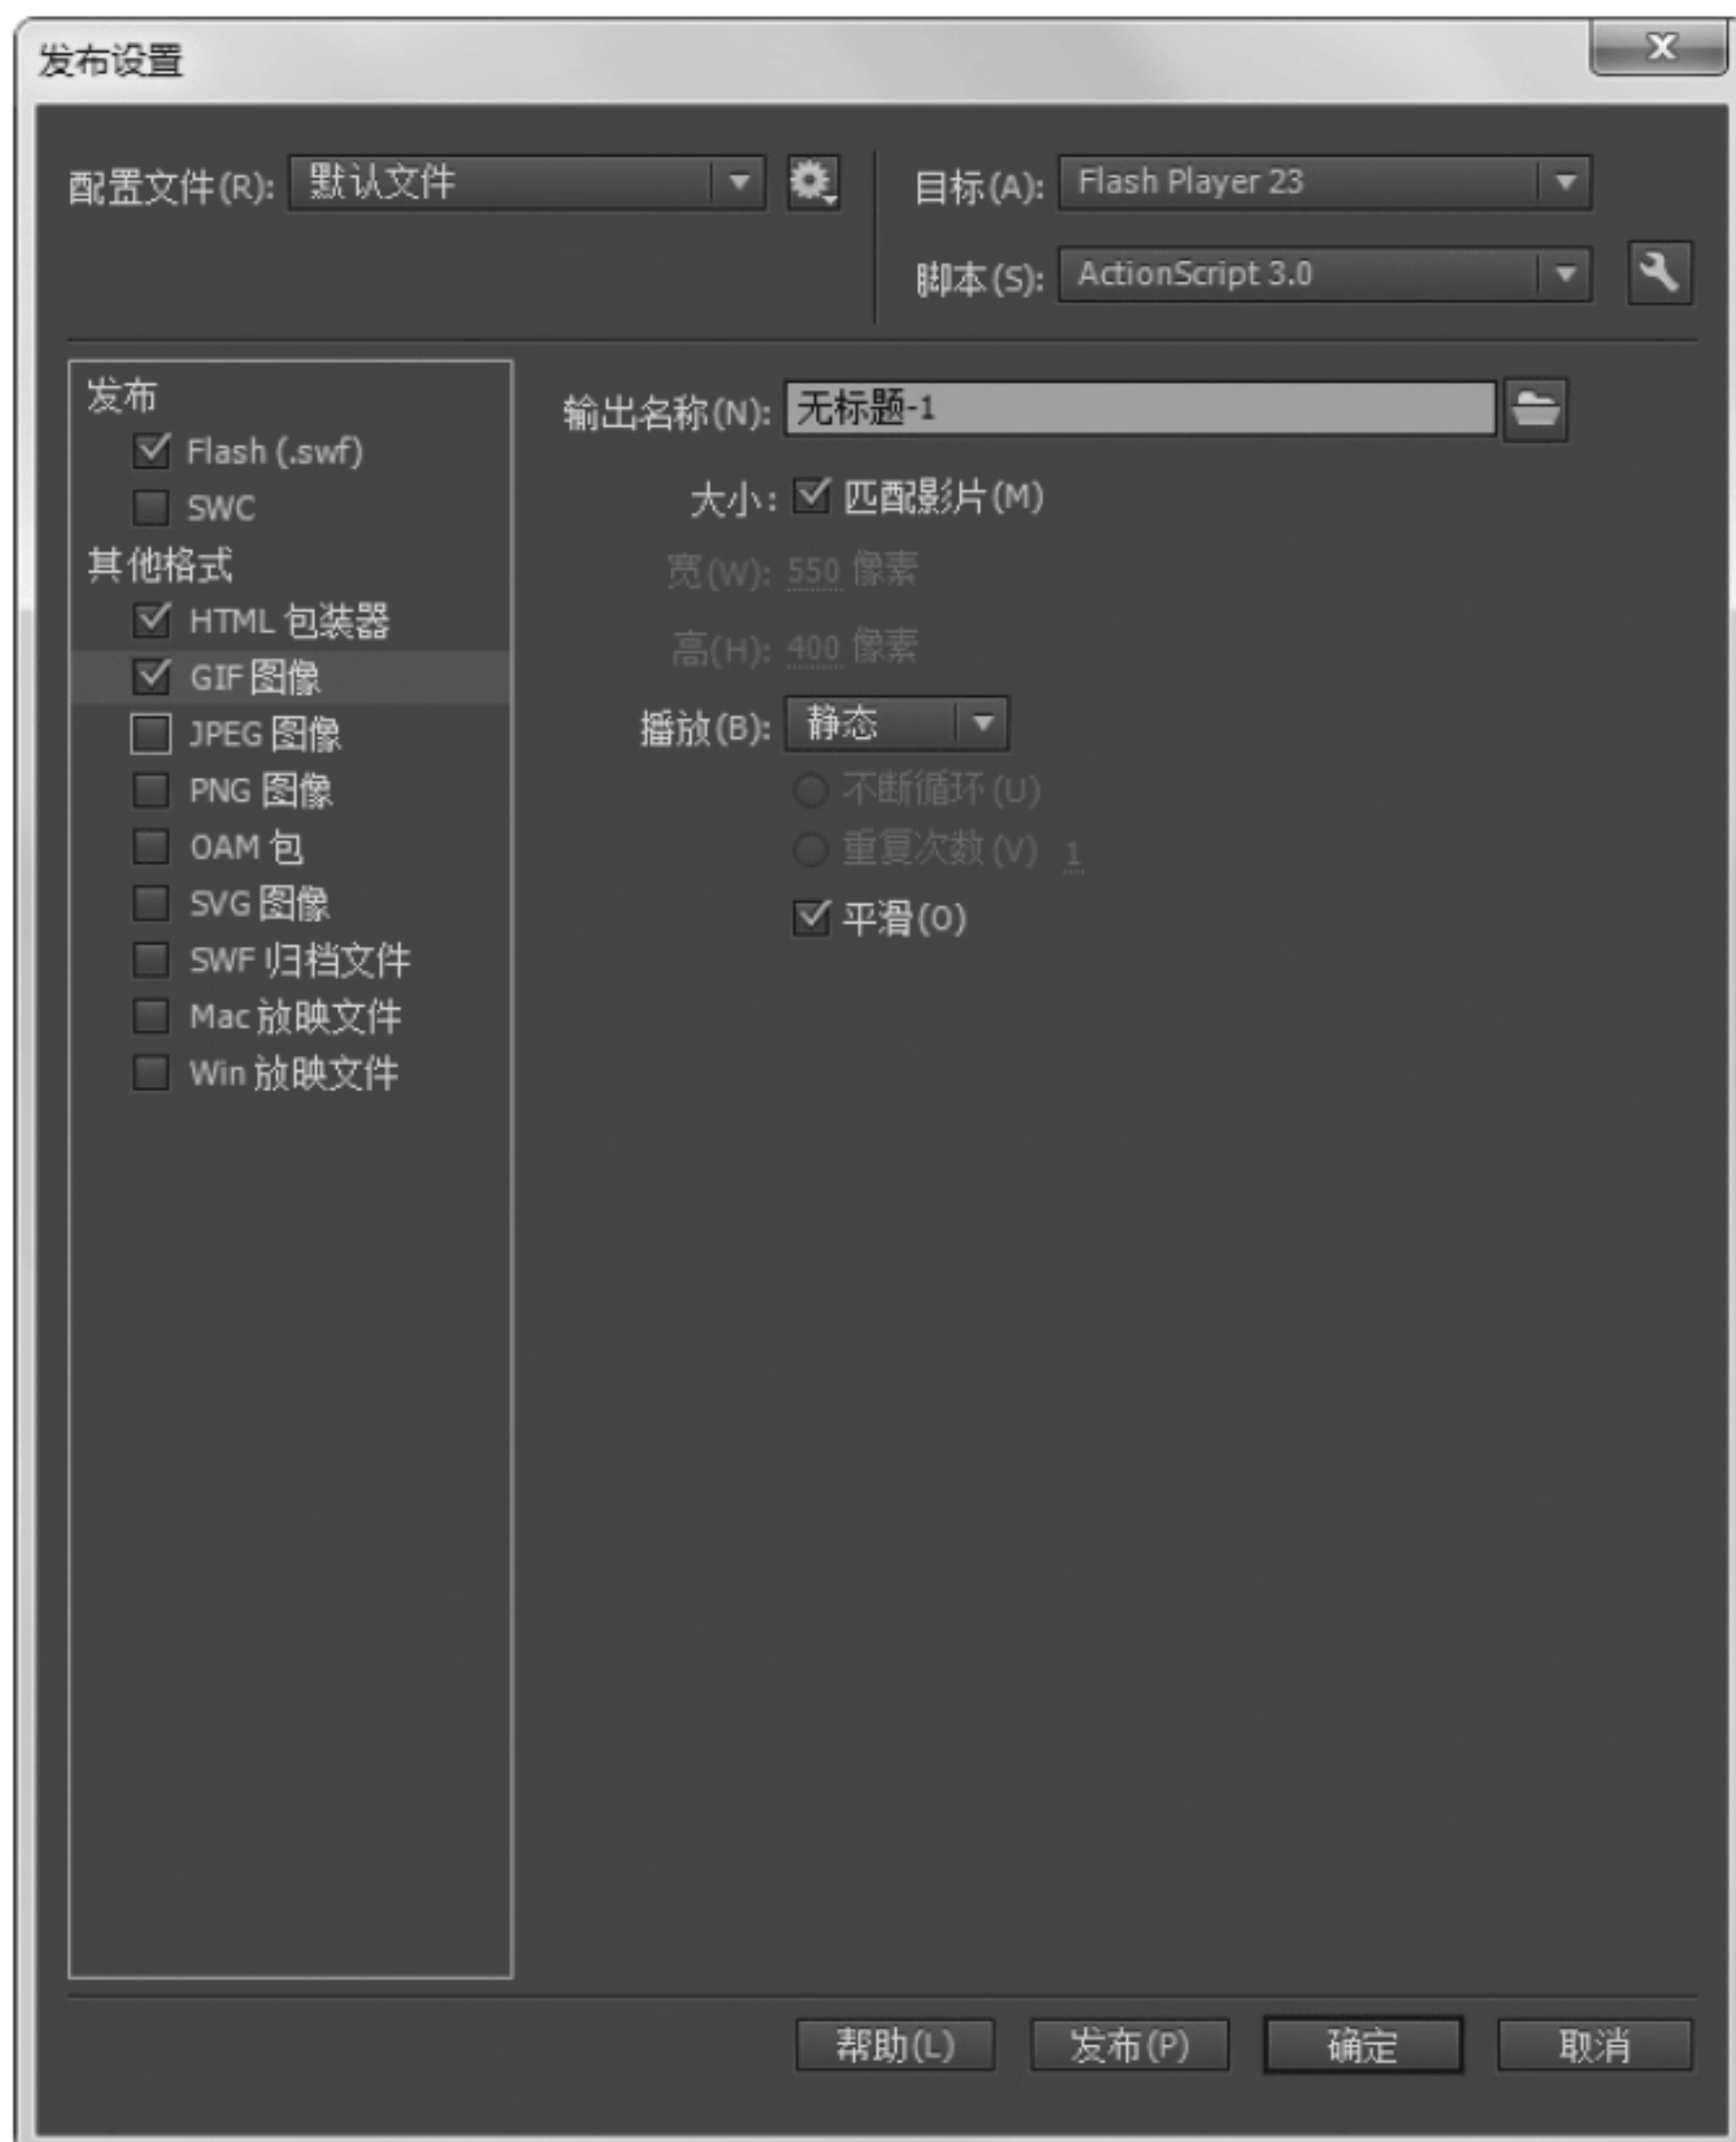 发布设置
配置文件(R): 默认文件
目标(A): Flash Player 23
脚本(S): ActionScript 3.0
发布
Flash (.swf)
SWC
其他格式
HTML 包装器
GIF 图像
JPEG 图像
PNG 图像
OAM 包
SVG 图像
SWF 归档文件
Mac 放映文件
Win 放映文件
输出名称(N): 无标题-1
大小: 匹配影片(M)
宽(W): 550 像素
高(H): 400 像素
播放(B): 静态
不断循环(U)
重复次数(V) 1
平滑(O)
帮助(L) 发布(P) 确定 取消